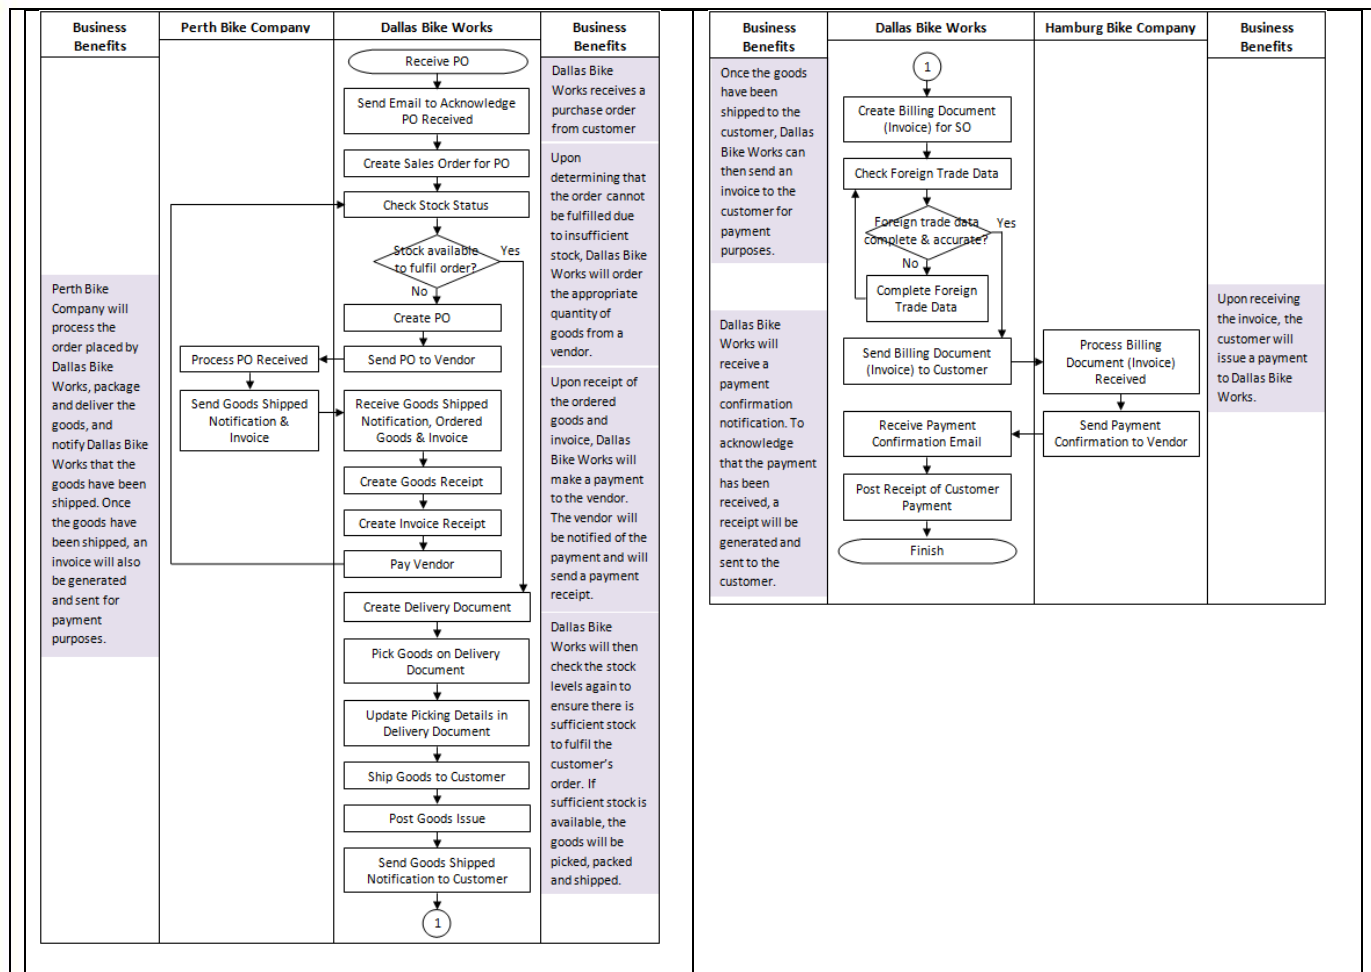 Business
Benefits
Perth Bike Company
Dallas Bike Works
Business
Benefits
Receive PO
Send Email to Acknowledge
PO Received
Create Sales Order for PO
Check Stock Status
Stock available
to fulfil order?
Yes
No
Create PO
Process PO Received
Send PO to Vendor
Send Goods Shipped
Notification &
Invoice
Receive Goods Shipped
Notification, Ordered
Goods & Invoice
Create Goods Receipt
Create Invoice Receipt
Pay Vendor
Create Delivery Document
Pick Goods on Delivery
Document
Update Picking Details in
Delivery Document
Ship Goods to Customer
Post Goods Issue
Send Goods Shipped
Notification to Customer
1
Perth Bike
Company will
process the
order placed by
Dallas Bike
Works, package
and deliver the
goods, and
notify Dallas Bike
Works that the
goods have been
shipped. Once
the goods have
been shipped, an
invoice will also
be generated
and sent for
payment
purposes.
Dallas Bike
Works receives a
purchase order
from customer
Upon
determining that
the order cannot
be fulfilled due
to insufficient
stock, Dallas Bike
Works will order
the appropriate
quantity of
goods from a
vendor.
Upon receipt of
the ordered
goods and
invoice, Dallas
Bike Works will
make a payment
to the vendor.
The vendor will
be notified of the
payment and will
send a payment
receipt.
Dallas Bike
Works will then
check the stock
levels again to
ensure there is
sufficient stock
to fulfil the
customer's
order. If
sufficient stock is
available, the
goods will be
picked, packed
and shipped.
Business
Benefits
Dallas Bike Works
Hamburg Bike Company
Business
Benefits
Once the goods
have been
shipped to the
customer, Dallas
Bike Works can
then send an
invoice to the
customer for
payment
purposes.
Dallas Bike
Works will
receive a
payment
confirmation
notification. To
acknowledge
that the payment
has been
received, a
receipt will be
generated and
sent to the
customer.
1
Create Billing Document
(Invoice) for SO
Check Foreign Trade Data
Foreign trade data
complete & accurate?
Yes
No
Complete Foreign
Trade Data
Send Billing Document
(Invoice) to Customer
Process Billing
Document (Invoice)
Received
Receive Payment
Confirmation Email
Send Payment
Confirmation to Vendor
Post Receipt of Customer
Payment
Finish
Upon receiving
the invoice, the
customer will
issue a payment
to Dallas Bike
Works.